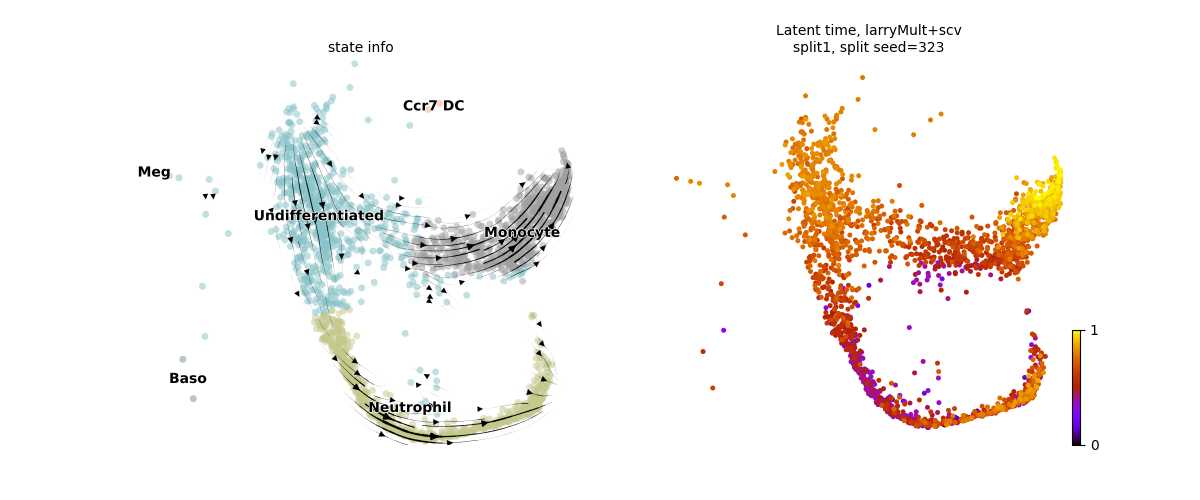 state info
Ccr7 DC
Meg
Undifferentiated
Monocyte
Baso
Neutrophil
Latent time, larryMult+scv
split1, split seed=323
1
0